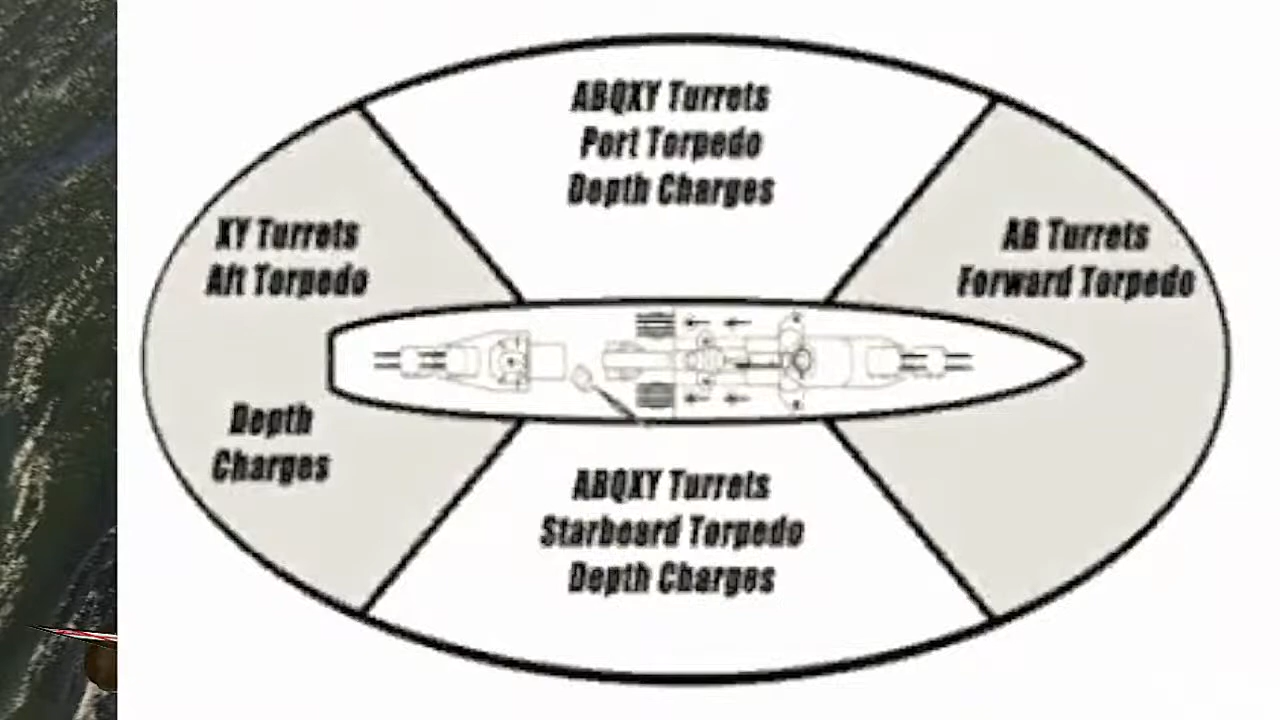 ABQXY Turrets
Port Torpedo
Depth Charges
XY Turrets
Aft Torpedo
AB Turrets
Forward Torpedo
Depth
Charges
ABQXY Turrets
Starboard Torpedo
Depth Charges